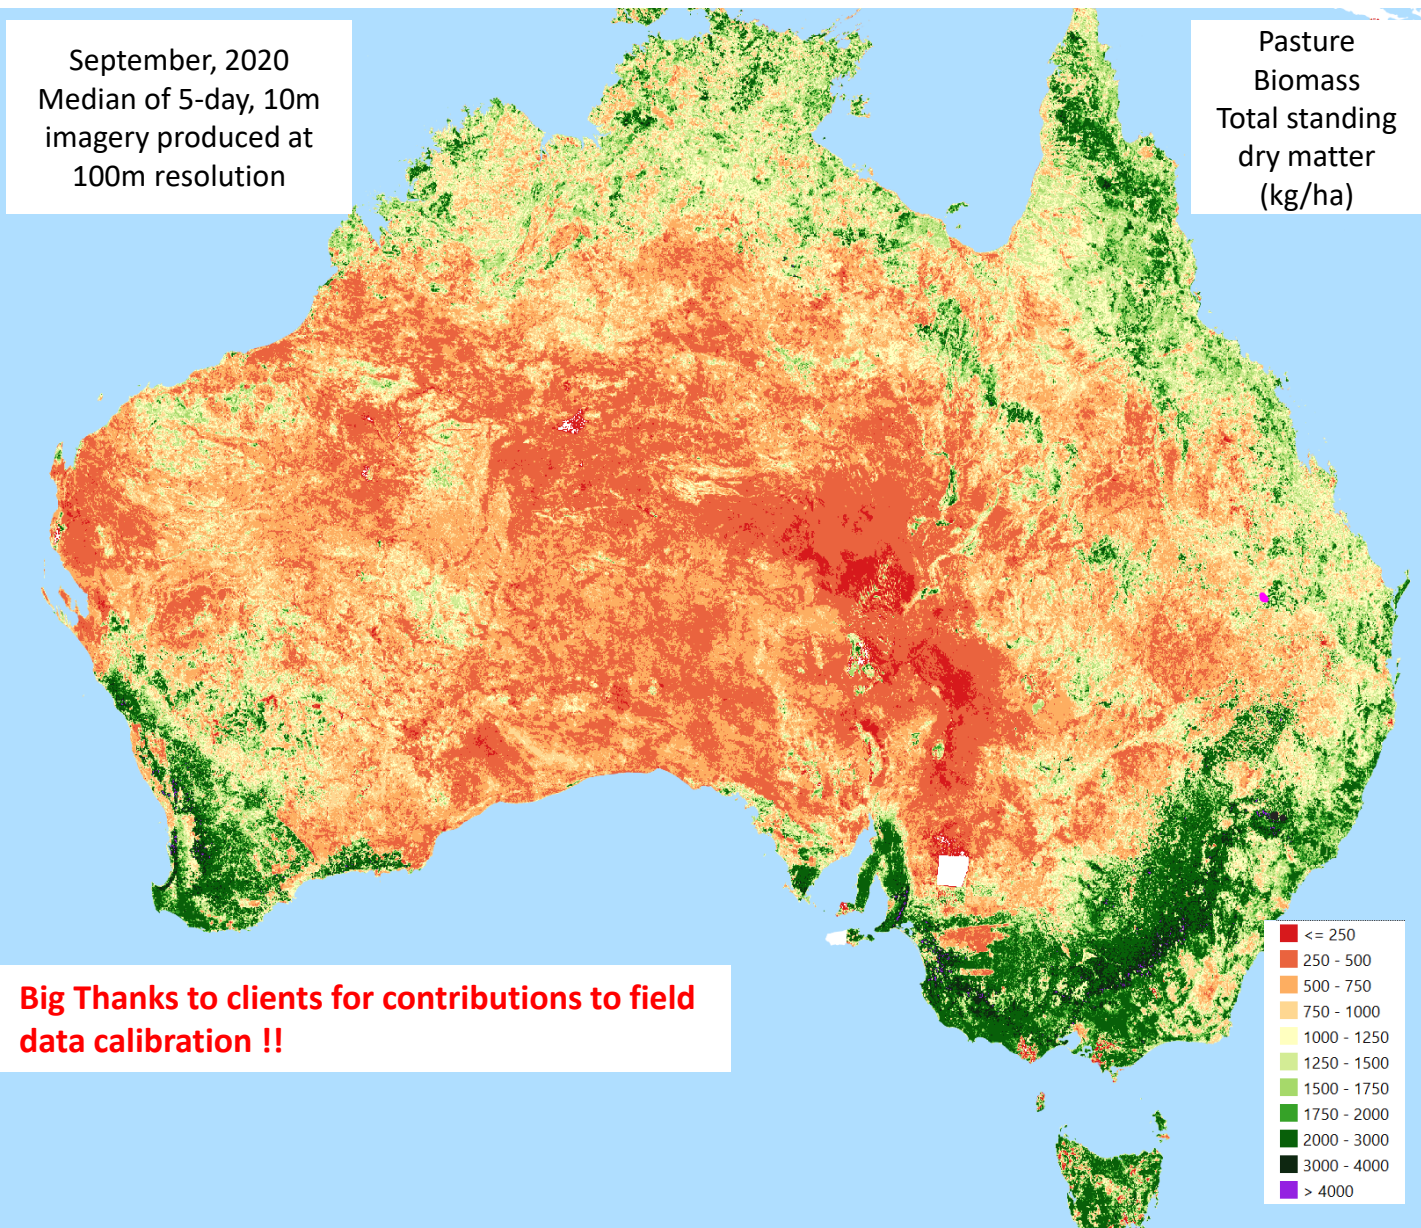 September, 2020
Median of 5-day, 10m
imagery produced at
100m resolution
Pasture
Biomass
Total standing
dry matter
(kg/ha)
Big Thanks to clients for contributions to field
data calibration !!
<= 250
250 - 500
500 - 750
750 - 1000
1000 - 1250
1250 - 1500
1500 - 1750
1750 - 2000
2000 - 3000
3000 - 4000
> 4000